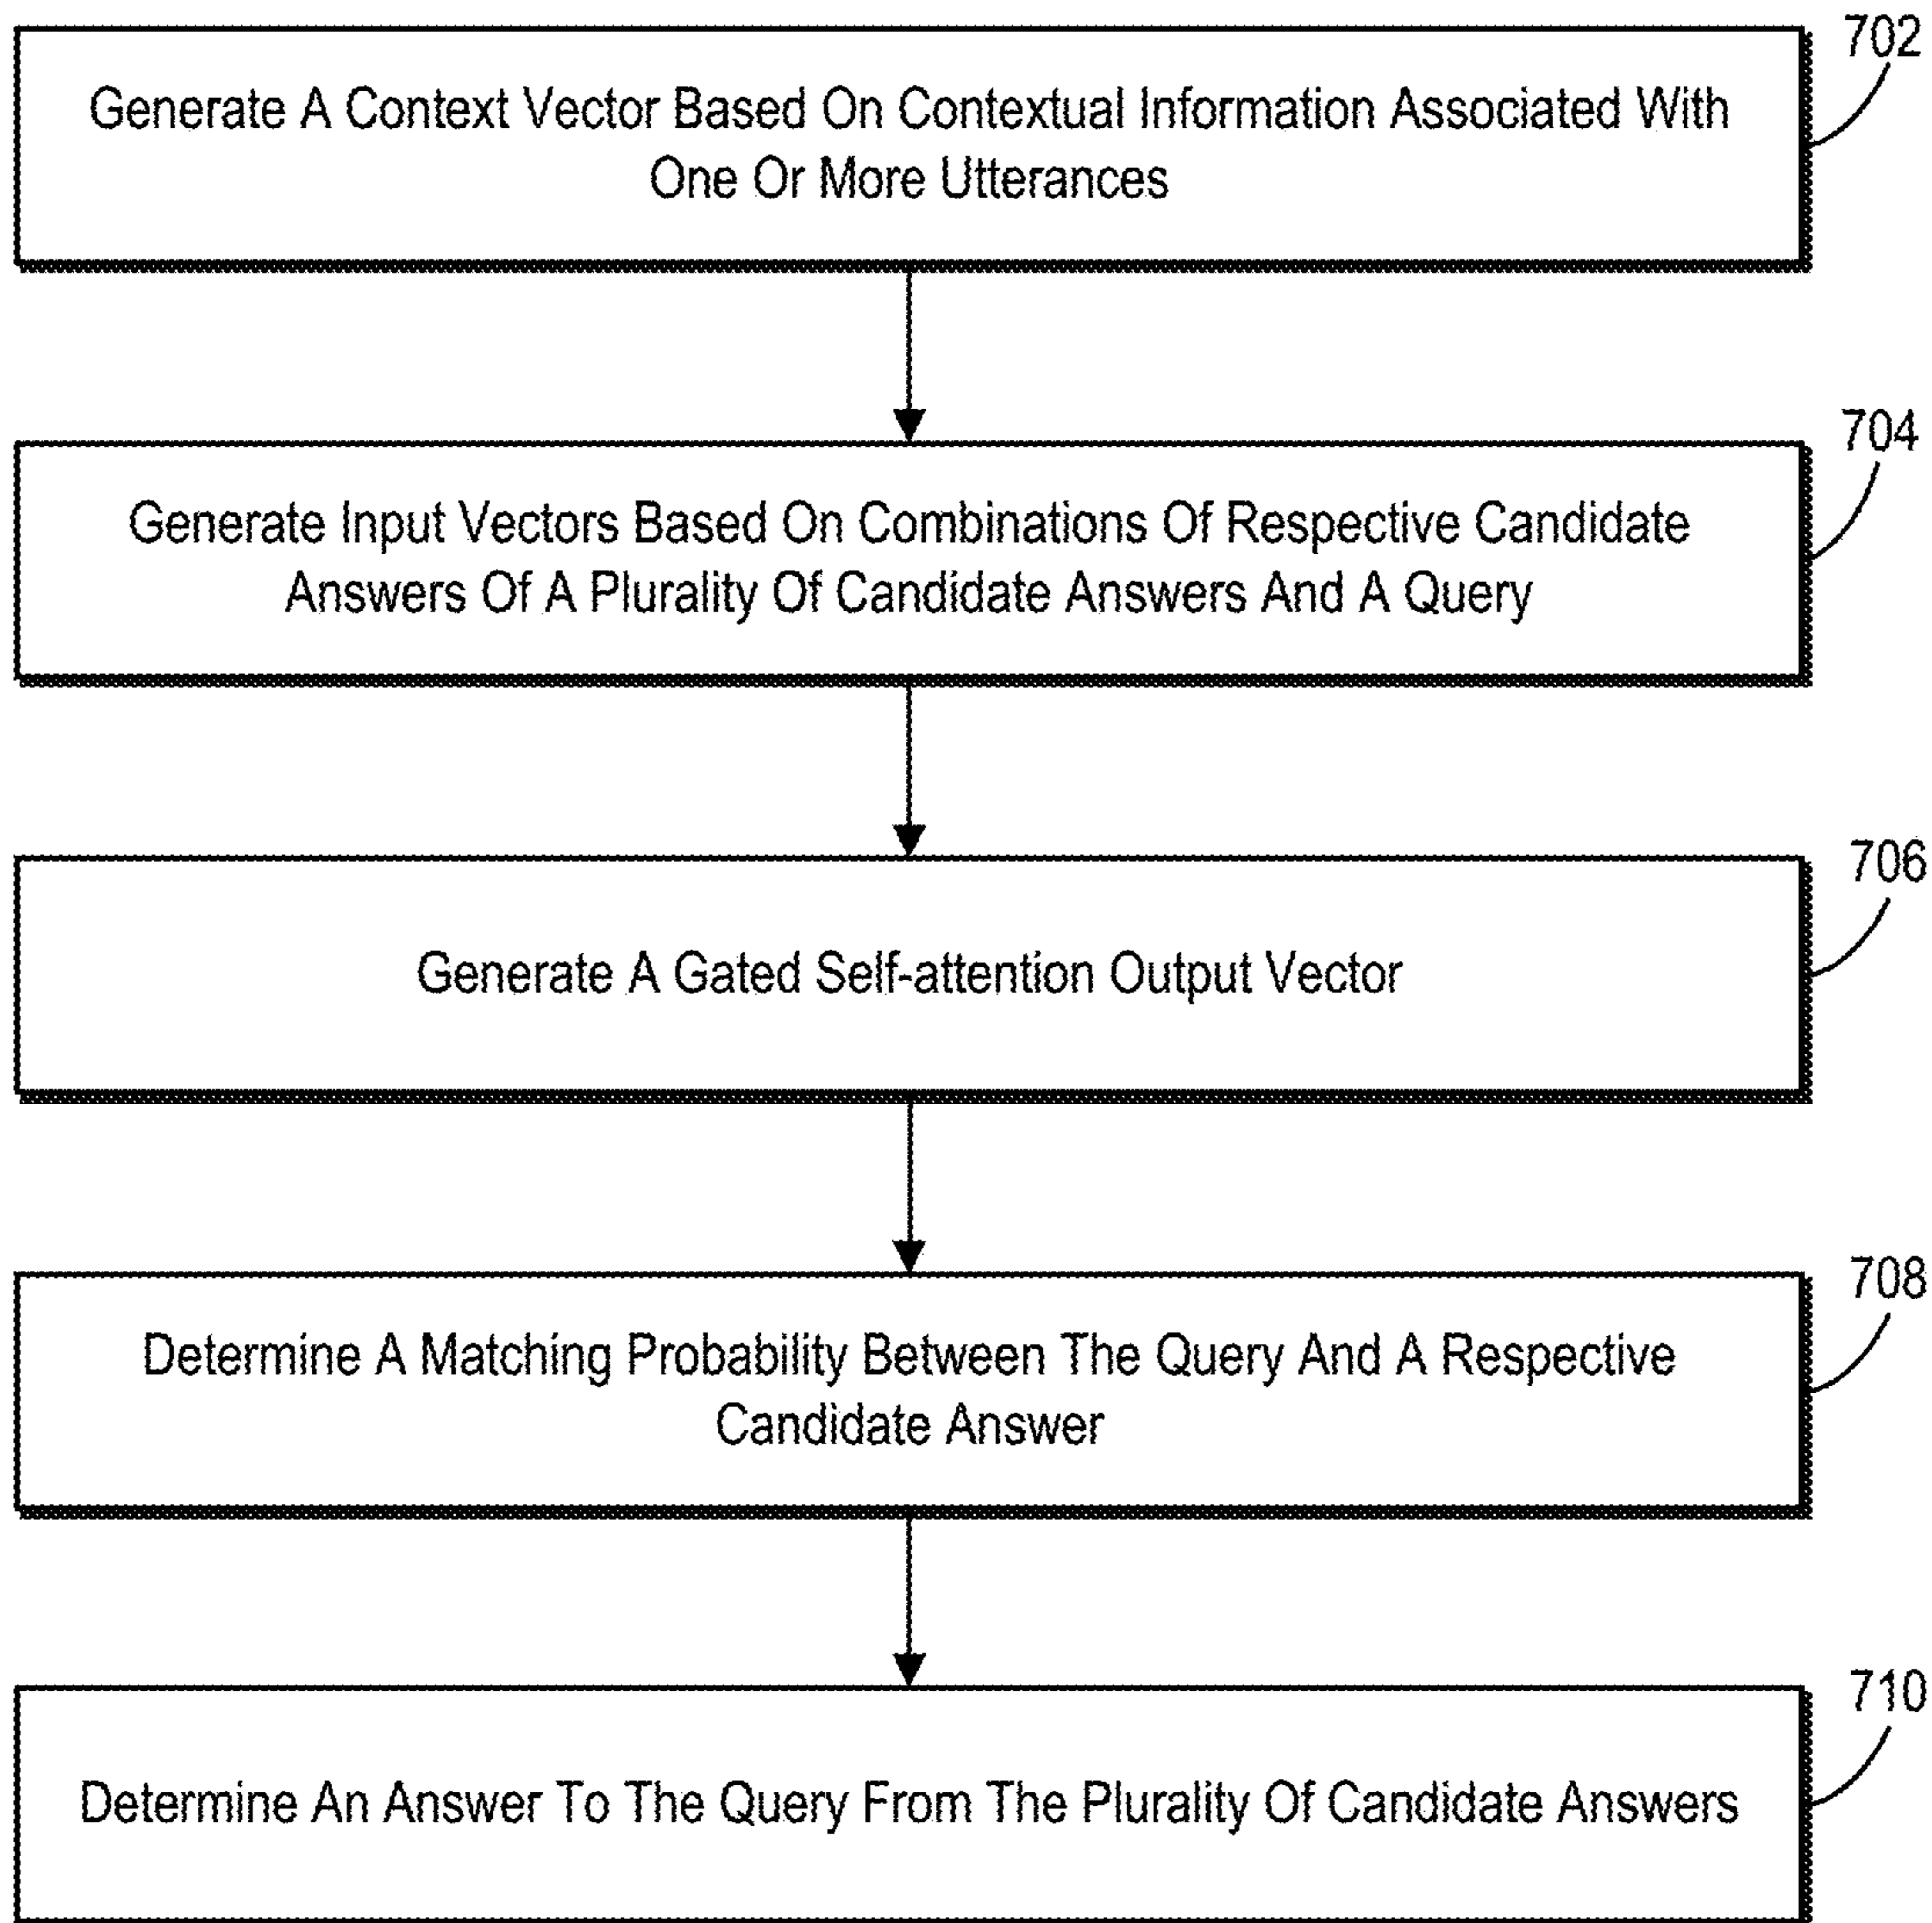 702
Generate A Context Vector Based On Contextual Information Associated With
One Or More Utterances
704
Generate Input Vectors Based On Combinations Of Respective Candidate
Answers Of A Plurality Of Candidate Answers And A Query
706
Generate A Gated Self-attention Output Vector
708
Determine A Matching Probability Between The Query And A Respective
Candidate Answer
710
Determine An Answer To The Query From The Plurality Of Candidate Answers